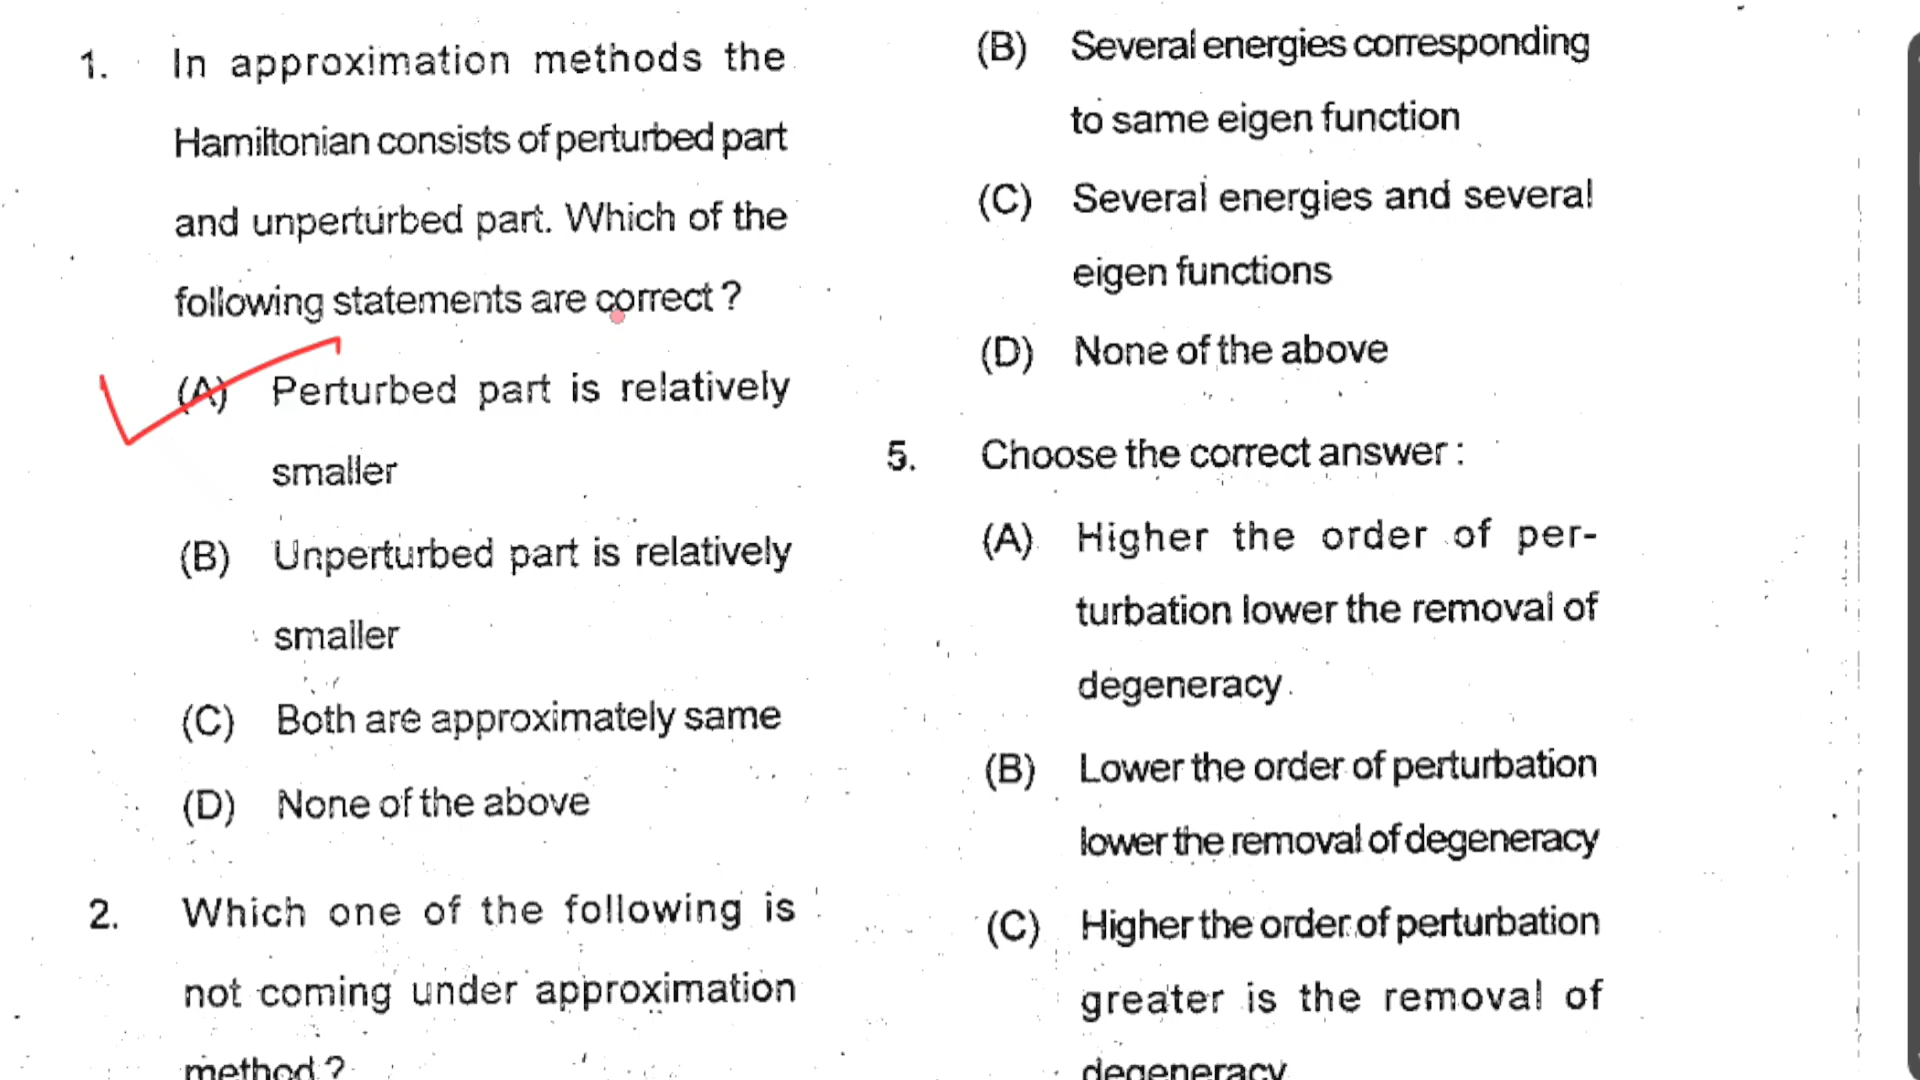 1. In approximation methods the
Hamiltonian consists of perturbed part
and unperturbed part. Which of the
following statements are correct ?
(A) Perturbed part is relatively
smaller
(B) Unperturbed part is relatively
smaller
(C) Both are approximately same
(D) None of the above
2. Which one of the following is
not coming under approximation
method ?
(B) Several energies corresponding
to same eigen function
(C) Several energies and several
eigen functions
(D) None of the above
5. Choose the correct answer :
(A) Higher the order of per-
turbation lower the removal of
degeneracy.
(B) Lower the order of perturbation
lower the removal of degeneracy
(C) Higher the order of perturbation
greater is the removal of
degeneracy